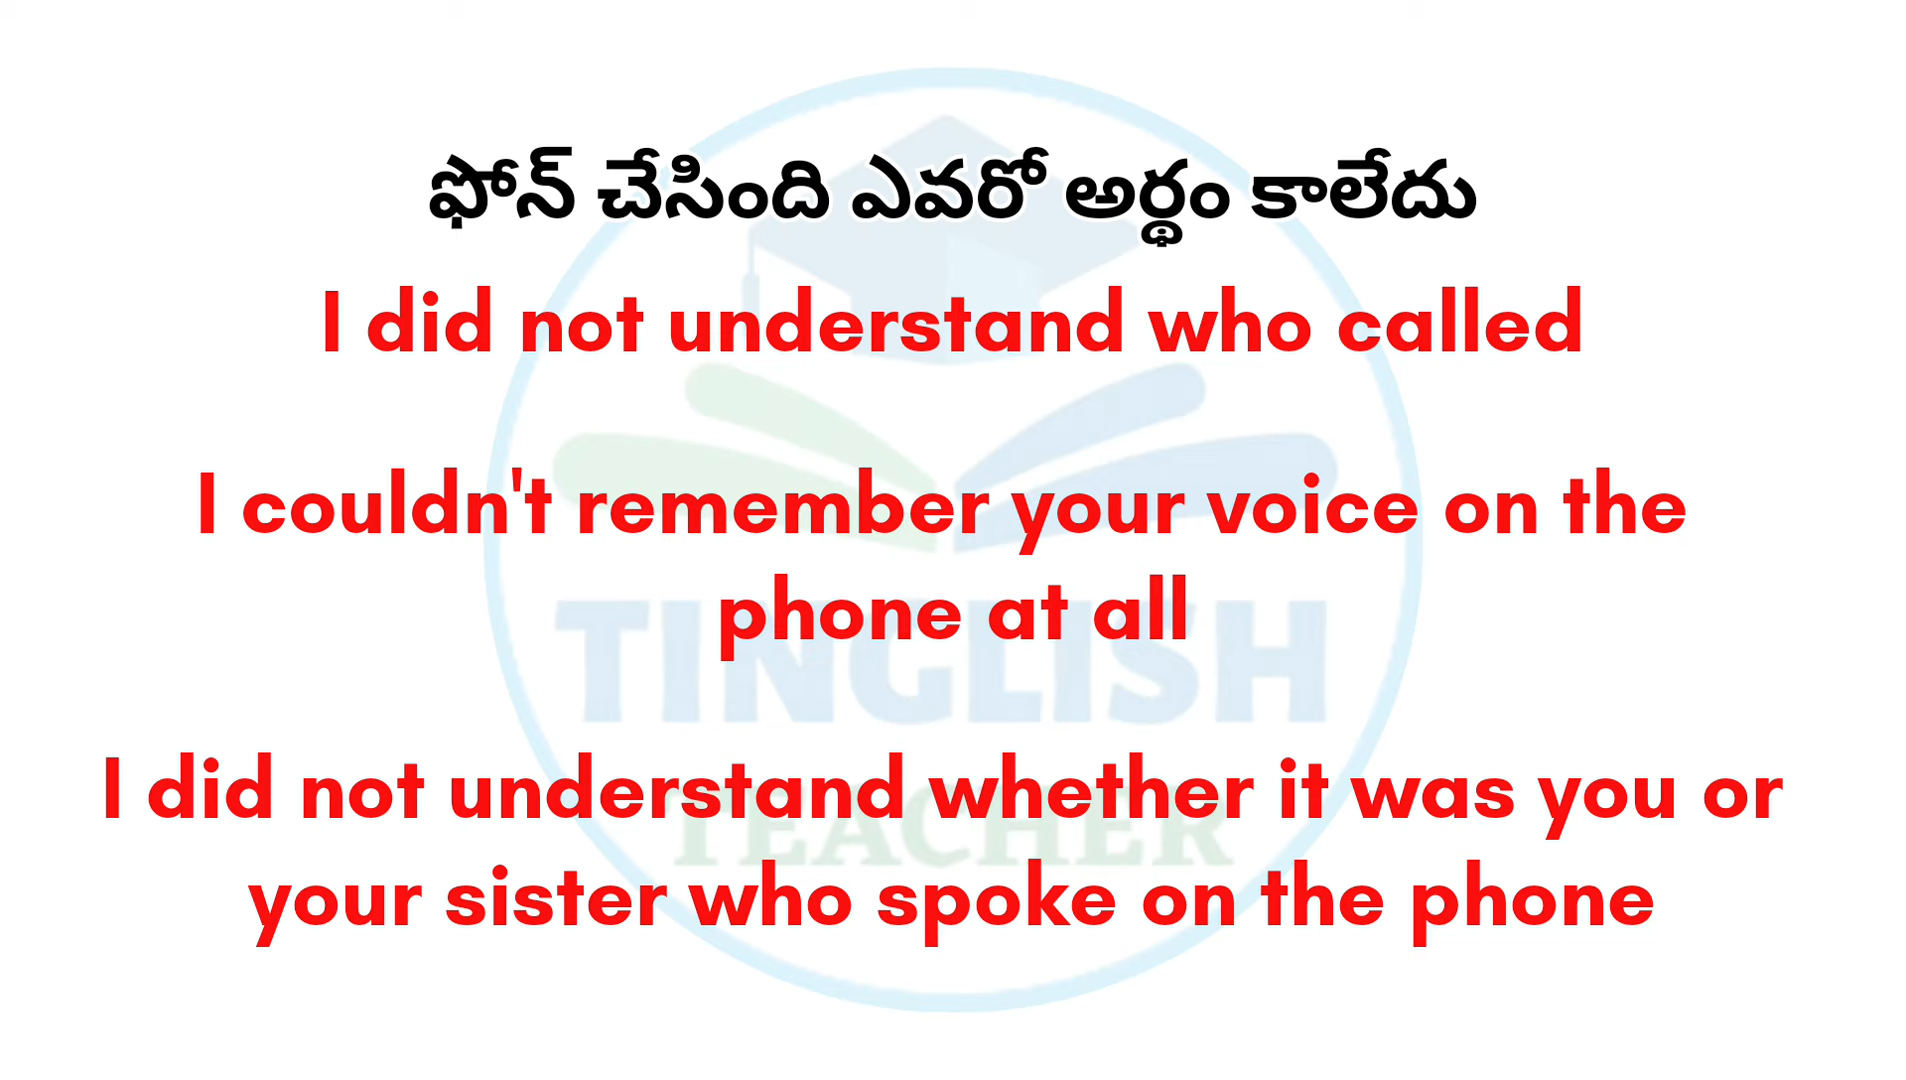 ఫోన్ చేసింది ఎవరో అర్థం కాలేదు
I did not understand who called
I couldn't remember your voice on the
phone at all
TINGLISH
I did not understand whether it was you or
TEACHER
your sister who spoke on the phone